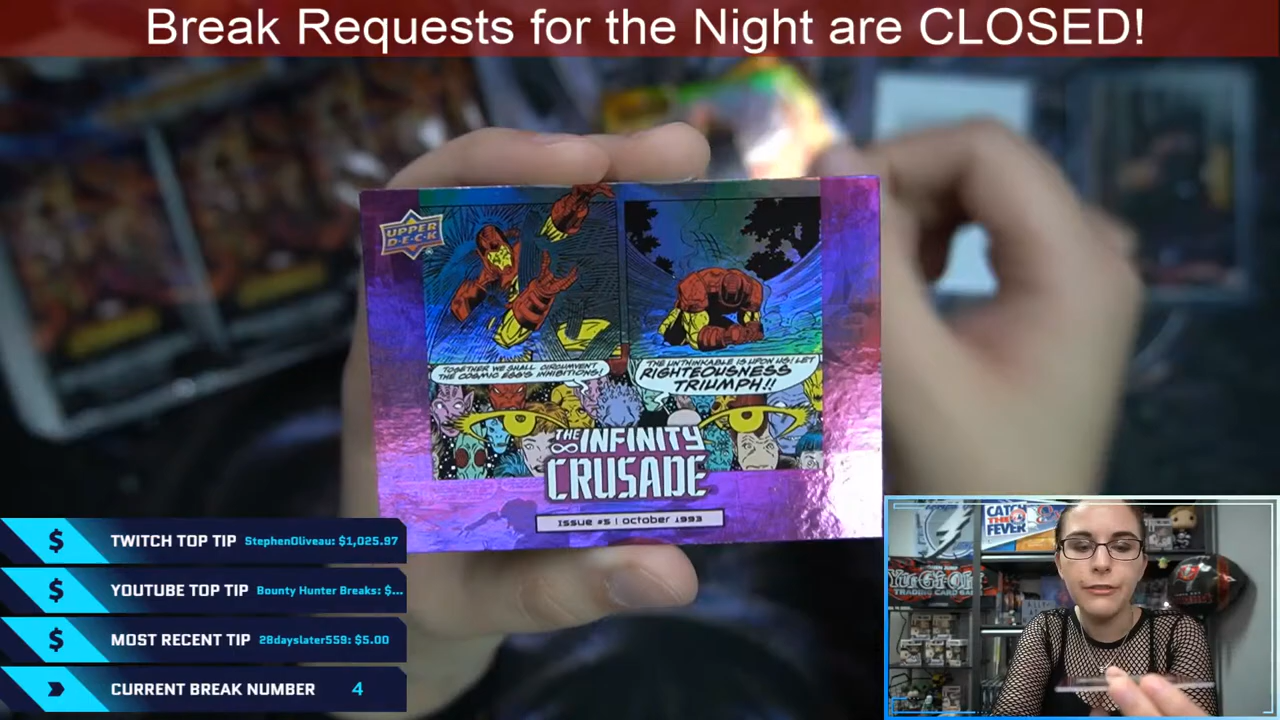 Break Requests for the Night are CLOSED!
UPPER
D·E·C·K
TOGETHER WE SHALL CIRCUMVENT
THE COSMIC EGG'S INHIBITIONS!
THE UNTHINKABLE IS UPON US! LET
RIGHTEOUSNESS
TRIUMPH!!
THE INFINITY
CRUSADE
ISSUE #5 | October 1993
TWITCH TOP TIP StephenOliveau: $1,025.97
YOUTUBE TOP TIP Bounty Hunter Breaks: $...
MOST RECENT TIP 28dayslater559: $5.00
CURRENT BREAK NUMBER 4
CATCH
THE
FEVER
Yu-Gi-Oh!
TRADING CARD